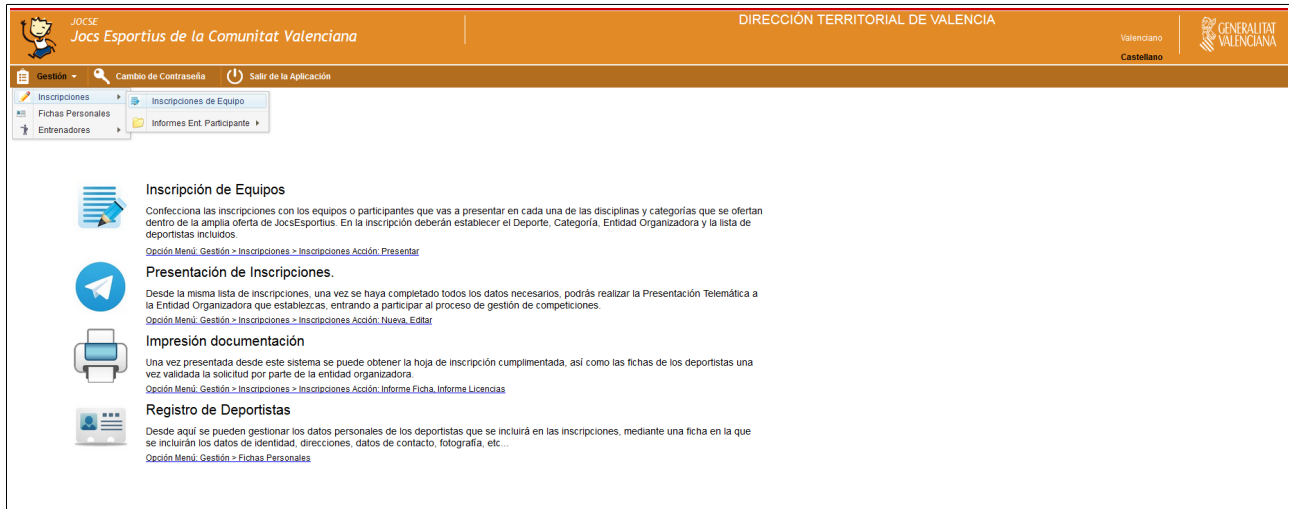 JOCSE
Jocs Esportius de la Comunitat Valenciana
DIRECCIÓN TERRITORIAL DE VALENCIA
Valenciano
Castellano
GENERALITAT
VALENCIANA
Gestión
Cambio de Contraseña
Salir de la Aplicación
Inscripciones
Fichas Personales
Entrenadores
Inscripciones de Equipo
Informes Ent. Participante
Inscripción de Equipos
Confecciona las inscripciones con los equipos o participantes que vas a presentar en cada una de las disciplinas y categorías que se ofertan
dentro de la amplia oferta de JocsEsportius. En la inscripción deberán establecer el Deporte, Categoría, Entidad Organizadora y la lista de
deportistas incluidos.
Opción Menú: Gestión > Inscripciones > Inscripciones Acción: Presentar
Presentación de Inscripciones.
Desde la misma lista de inscripciones, una vez se haya completado todos los datos necesarios, podrás realizar la Presentación Telemática a
la Entidad Organizadora que establezcas, entrando a participar al proceso de gestión de competiciones.
Opción Menú: Gestión > Inscripciones > Inscripciones Acción: Nueva, Editar
Impresión documentación
Una vez presentada desde este sistema se puede obtener la hoja de inscripción cumplimentada, así como las fichas de los deportistas una
vez validada la solicitud por parte de la entidad organizadora.
Opción Menú: Gestión > Inscripciones > Inscripciones Acción: Informe Ficha, Informe Licencias
Registro de Deportistas
Desde aquí se pueden gestionar los datos personales de los deportistas que se incluirá en las inscripciones, mediante una ficha en la que
se incluirán los datos de identidad, direcciones, datos de contacto, fotografía, etc...
Opción Menú: Gestión > Fichas Personales